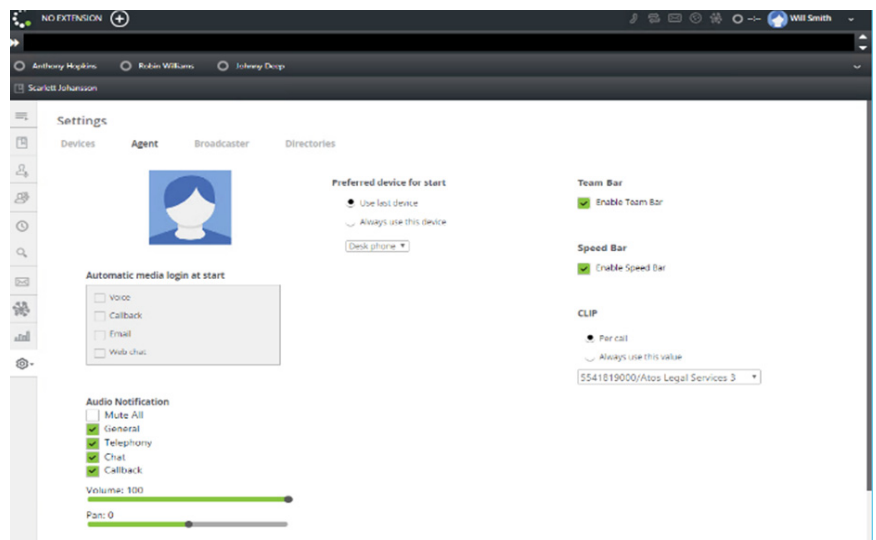 NO EXTENSION
Will Smith
Anthony Hopkins Robin Williams Johnny Deep
Scarlett Johansson
Settings
Devices Agent Broadcaster Directories
Preferred device for start
Use last device
Always use this device
Desk phone
Team Bar
Enable Team Bar
Speed Bar
Enable Speed Bar
Automatic media login at start
Voice
Callback
Email
Web chat
CLIP
Per call
Always use this value
5541819000/Atos Legal Services 3
Audio Notification
Mute All
General
Telephony
Chat
Callback
Volume: 100
Pan: 0